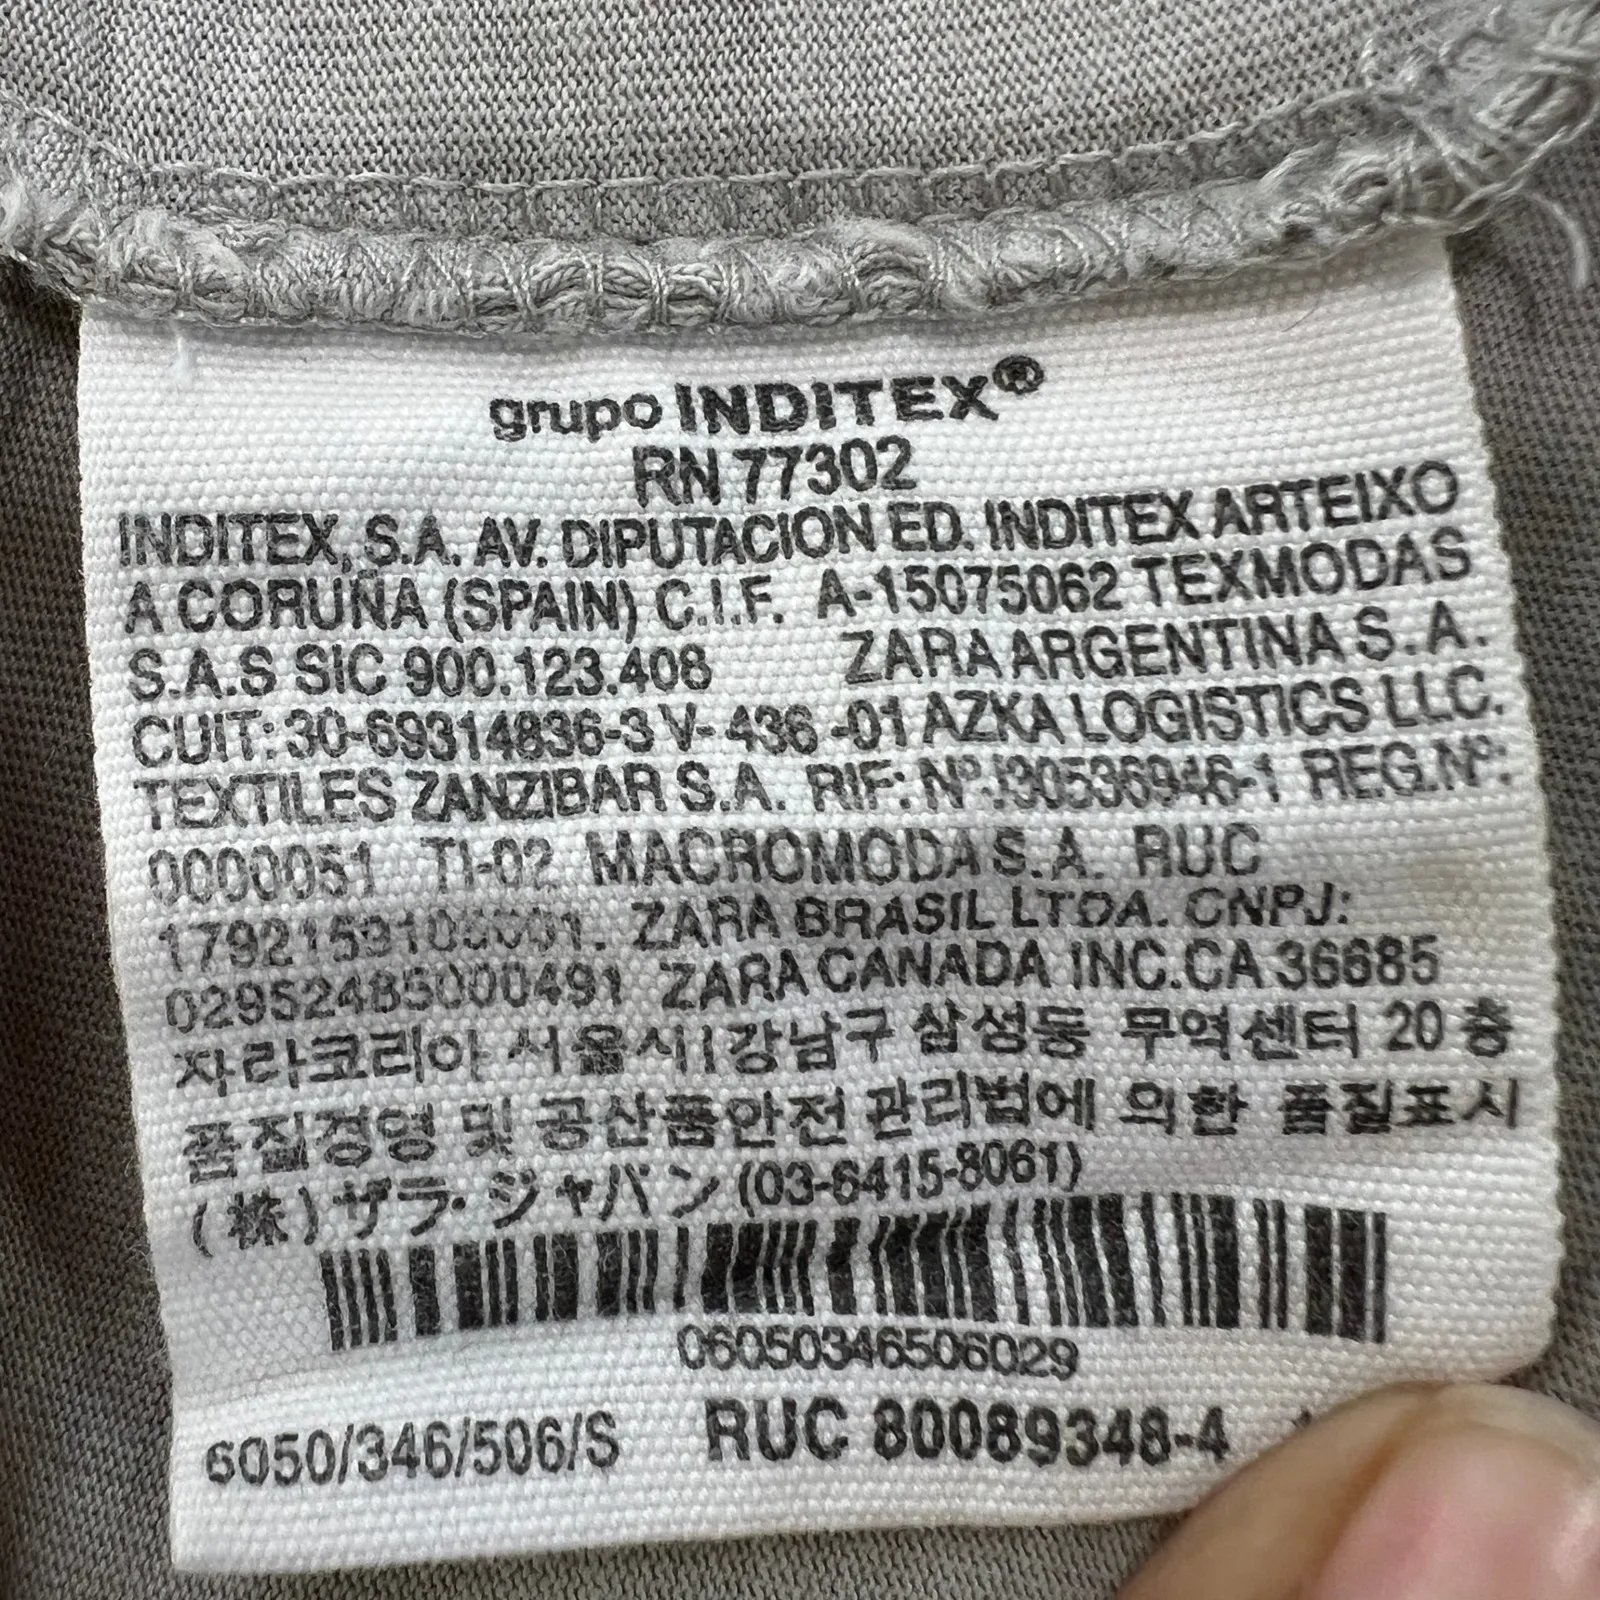 grupo INDITEX®
RN 77302
INDITEX, S.A. AV. DIPUTACION ED. INDITEX ARTEIXO
A CORUÑA (SPAIN) C.I.F. A-15075062 TEXMODAS
S.A.S SIC 900.123.408 ZARA ARGENTINA S.A.
CUIT: 30-69314836-3 V- 436 -01 AZKA LOGISTICS LLC.
TEXTILES ZANZIBAR S.A. RIF: Nº J30536946-1 REG.Nº:
0000051 TI-02 MACROMODA S.A. RUC
ZARA BRASIL LTDA. CNPJ:
02952485000491 ZARA CANADA INC.CA 36685
자라코리아 서울시 강남구 삼성동 무역센터 20 층
품질경영 및 공산품안전 관리법에 의한 품질표시
(株) ザラ・ジャパン (03-6415-8061)
06050346506029
6050/346/506/S RUC 80089348-4